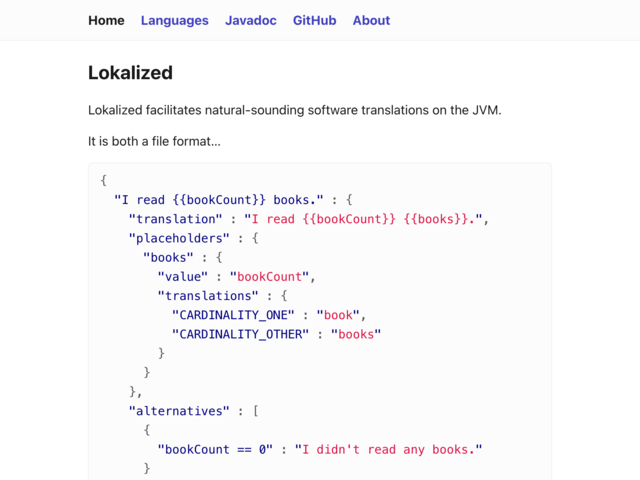 Home Languages Javadoc GitHub About
Lokalized
Lokalized facilitates natural-sounding software translations on the JVM.
It is both a file format...
{
"I read {{bookCount}} books." : {
"translation" : "I read {{bookCount}} {{books}}.",
"placeholders" : {
"books" : {
"value" : "bookCount",
"translations" : {
"CARDINALITY_ONE" : "book",
"CARDINALITY_OTHER" : "books"
}
}
},
"alternatives" : [
{
"bookCount == 0" : "I didn't read any books."
}